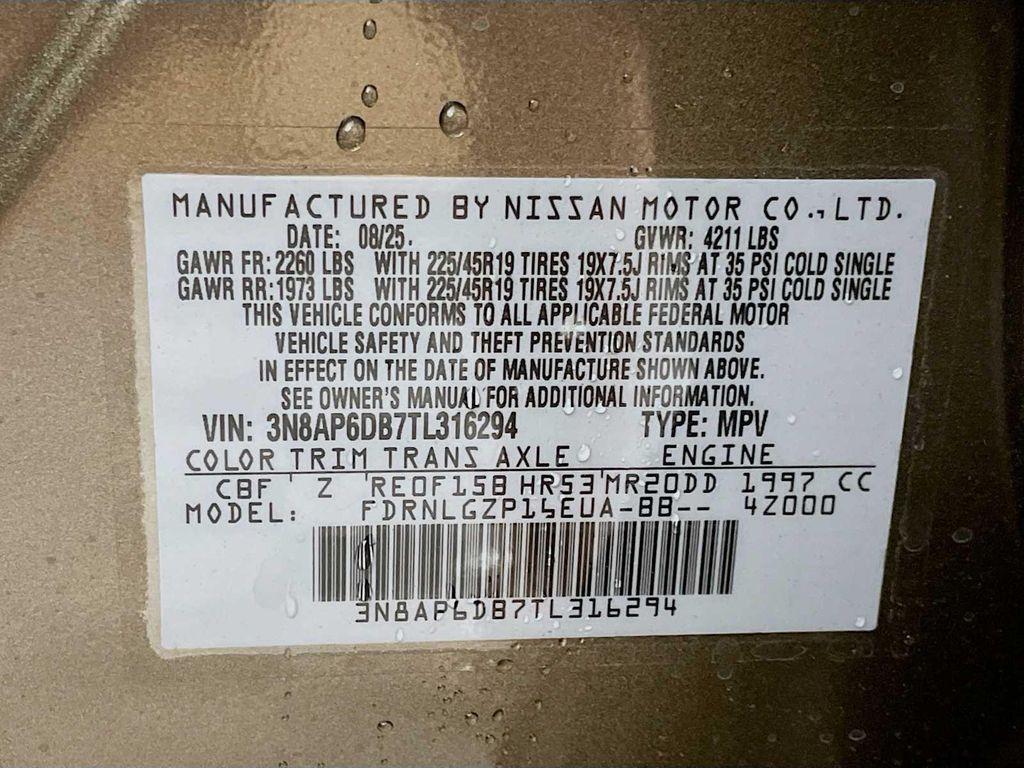 MANUFACTURED BY NISSAN MOTOR CO., LTD.
DATE: 08/25. GVWR: 4211 LBS
GAWR FR: 2260 LBS WITH 225/45R19 TIRES 19X7.5J RIMS AT 35 PSI COLD SINGLE
GAWR RR: 1973 LBS WITH 225/45R19 TIRES 19X7.5J RIMS AT 35 PSI COLD SINGLE
THIS VEHICLE CONFORMS TO ALL APPLICABLE FEDERAL MOTOR
VEHICLE SAFETY AND THEFT PREVENTION STANDARDS
IN EFFECT ON THE DATE OF MANUFACTURE SHOWN ABOVE.
SEE OWNER'S MANUAL FOR ADDITIONAL INFORMATION.
VIN: 3N8AP6DB7TL316294 TYPE: MPV
COLOR TRIM TRANS AXLE ENGINE
CBF Z RE0F15B HR53 MR20DD 1997 CC
MODEL: FDRNLGZP15EUA-BB-- 4Z000
3N8AP6DB7TL316294